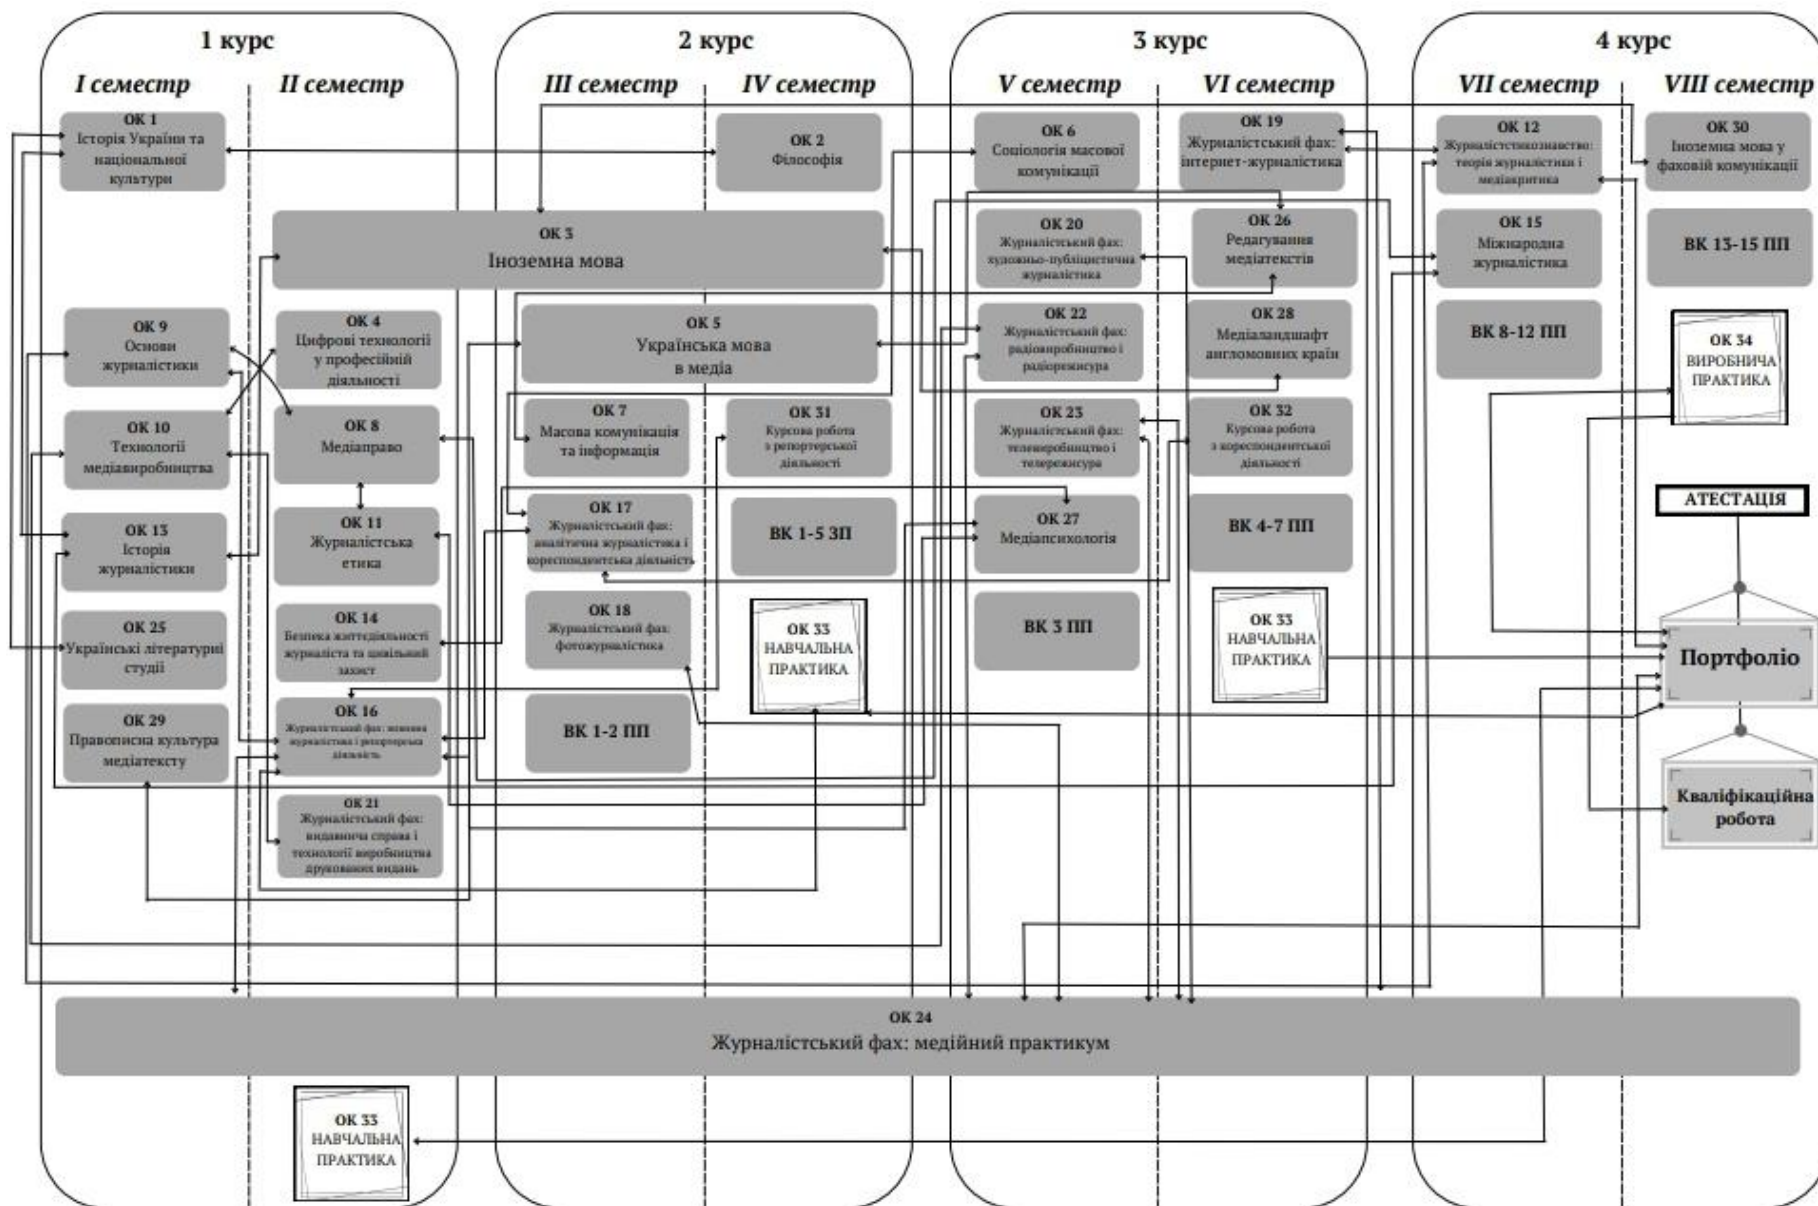 1 курс
I семестр
II семестр
ОК 1
Історія України та
національної
культури
ОК 9
Основи
журналістики
ОК 10
Технології
медіавиробництва
ОК 13
Історія
журналістики
ОК 25
Українські літературні
студії
ОК 29
Правописна культура
медіатексту
ОК 3
Іноземна мова
ОК 4
Цифрові технології
у професійній
діяльності
ОК 8
Медіаправо
ОК 11
Журналістська
етика
ОК 14
Безпека життєдіяльності
журналіста та цивільний
захист
ОК 16
Журналістський фах: новинна
журналістика і репортерська
діяльність
ОК 21
Журналістський фах:
видавнича справа і
технології виробництва
друкованих видань
ОК 33
НАВЧАЛЬНА
ПРАКТИКА
2 курс
III семестр
IV семестр
ОК 2
Філософія
ОК 5
Українська мова
в медіа
ОК 7
Масова комунікація
та інформація
ОК 17
Журналістський фах:
аналітична журналістика і
кореспондентська діяльність
ОК 18
Журналістський фах:
фотожурналістика
ВК 1-2 ПП
ОК 31
Курсова робота
з репортерської
діяльності
ВК 1-5 ЗП
ОК 33
НАВЧАЛЬНА
ПРАКТИКА
3 курс
V семестр
VI семестр
ОК 6
Соціологія масової
комунікації
ОК 20
Журналістський фах:
художньо-публіцистична
журналістика
ОК 22
Журналістський фах:
радіовиробництво і
радіорежисура
ОК 23
Журналістський фах:
телевиробництво і
телережисура
ОК 27
Медіапсихологія
ВК 3 ПП
ОК 19
Журналістський фах:
інтернет-журналістика
ОК 26
Редагування
медіатекстів
ОК 28
Медіаландшафт
англомовних країн
ОК 32
Курсова робота
з кореспондентської
діяльності
ВК 4-7 ПП
ОК 33
НАВЧАЛЬНА
ПРАКТИКА
4 курс
VII семестр
VIII семестр
ОК 12
Журналістстикознавство:
теорія журналістики і
медіакритика
ОК 15
Міжнародна
журналістика
ВК 8-12 ПП
ОК 30
Іноземна мова у
фаховій комунікації
ВК 13-15 ПП
ОК 34
ВИРОБНИЧА
ПРАКТИКА
АТЕСТАЦІЯ
Портфоліо
Кваліфікаційна
робота
ОК 24
Журналістський фах: медійний практикум